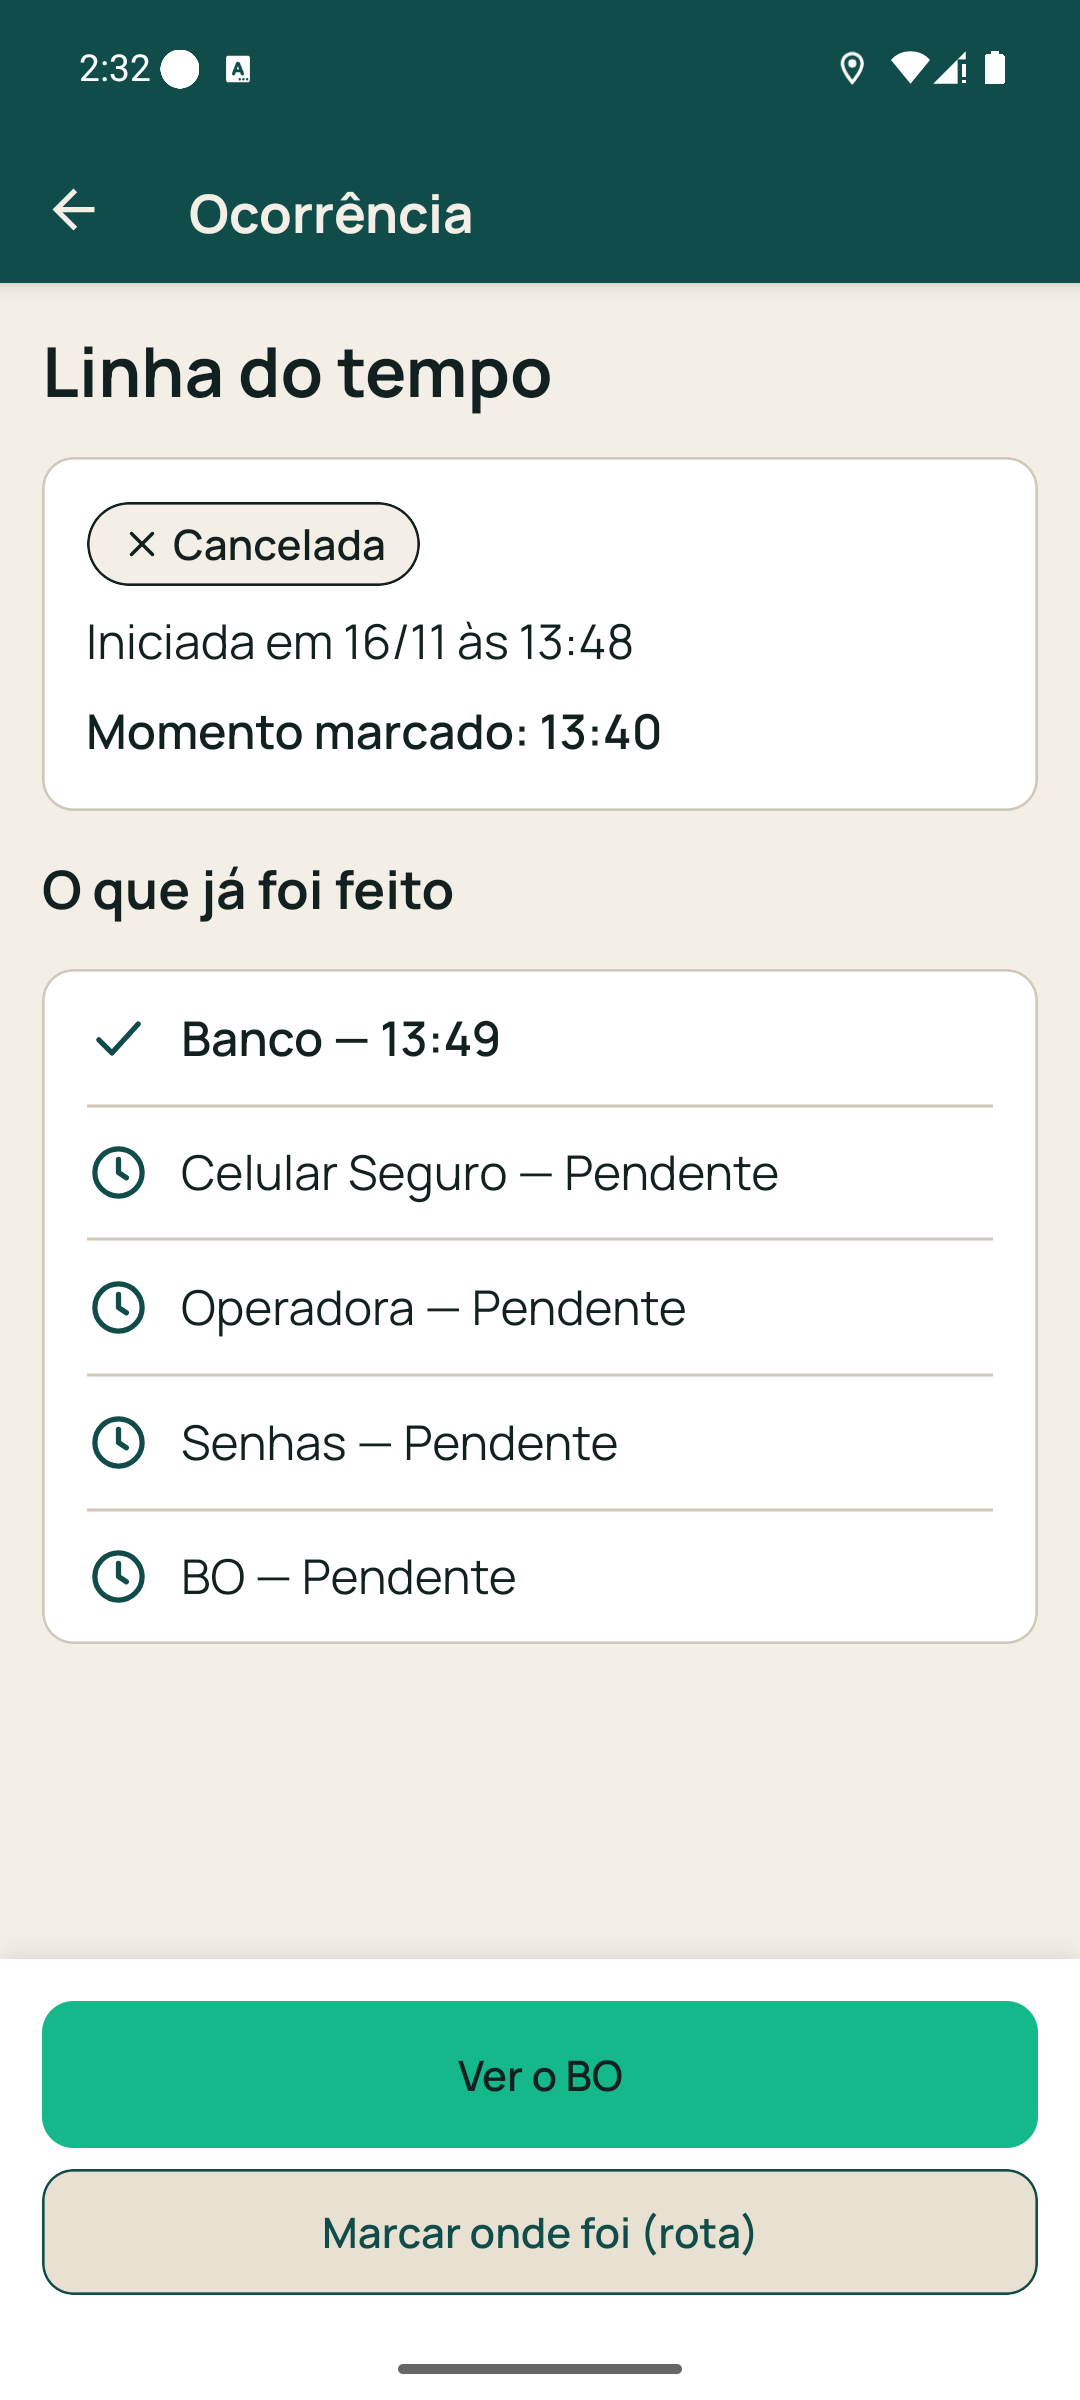 2:32
Ocorrência
Linha do tempo
Cancelada
Iniciada em 16/11 às 13:48
Momento marcado: 13:40
O que já foi feito
Banco — 13:49
Celular Seguro — Pendente
Operadora — Pendente
Senhas — Pendente
BO — Pendente
Ver o BO
Marcar onde foi (rota)